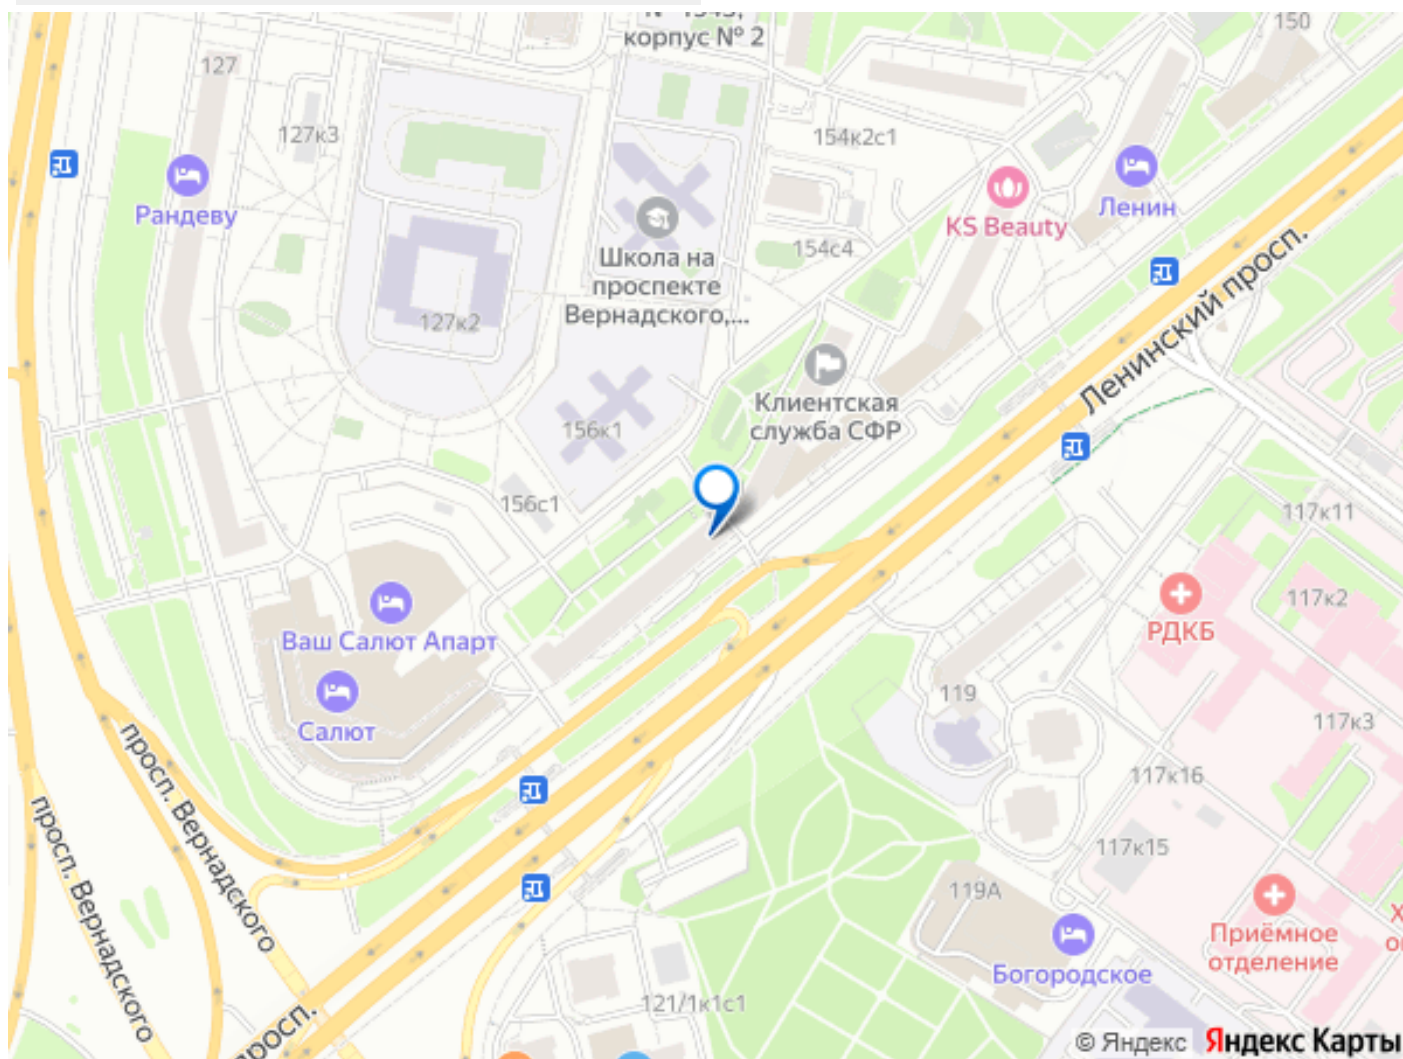 № 1543,
корпус № 2
150
127
127к3
154к2с1
Рандеву
Ленин
KS Beauty
Школа на
проспекте
Вернадского,...
154с4
Ленинский просп.
127к2
Клиентская
служба СФР
156к1
156с1
117к11
117к2
РДКБ
Ваш Салют Апарт
Салют
119
117к3
117к16
просп. Вернадского
просп. Вернадского
117к15
119А
Приёмное
отделение
Богородское
121/1к1с1
просп.
© Яндекс Яндекс Карты